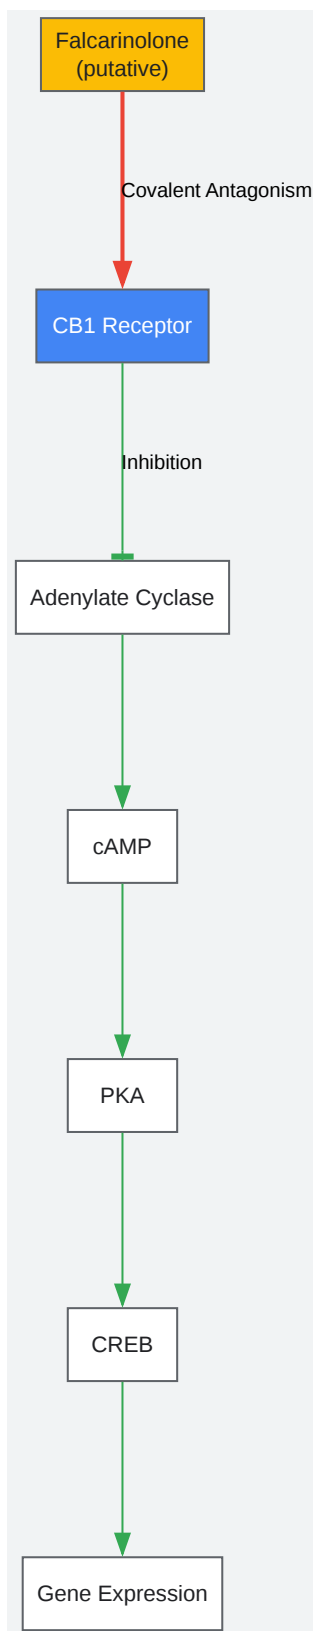 Falcarinolone
(putative)
Covalent Antagonism
CB1 Receptor
Inhibition
Adenylate Cyclase
cAMP
PKA
CREB
Gene Expression